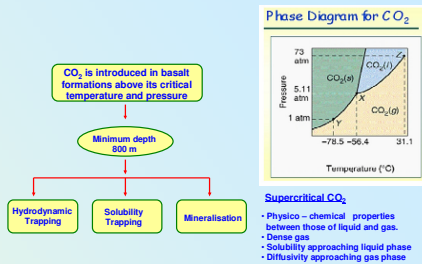 Phase Diagram for CO₂
CO₂ is introduced in basalt
formations above its critical
temperature and pressure
Minimum depth
800 m
Hydrodynamic
Trapping
Solubility
Trapping
Mineralisation
73
atm
5.11
atm
1 atm
Pressure
CO₂(s)
CO₂(l)
CO₂(g)
X
Y
Z
−78.5
−56.4
31.1
Temperature (°C)
Supercritical CO₂
• Physico – chemical properties
between those of liquid and gas.
• Dense gas
• Solubility approaching liquid phase
• Diffusivity approaching gas phase